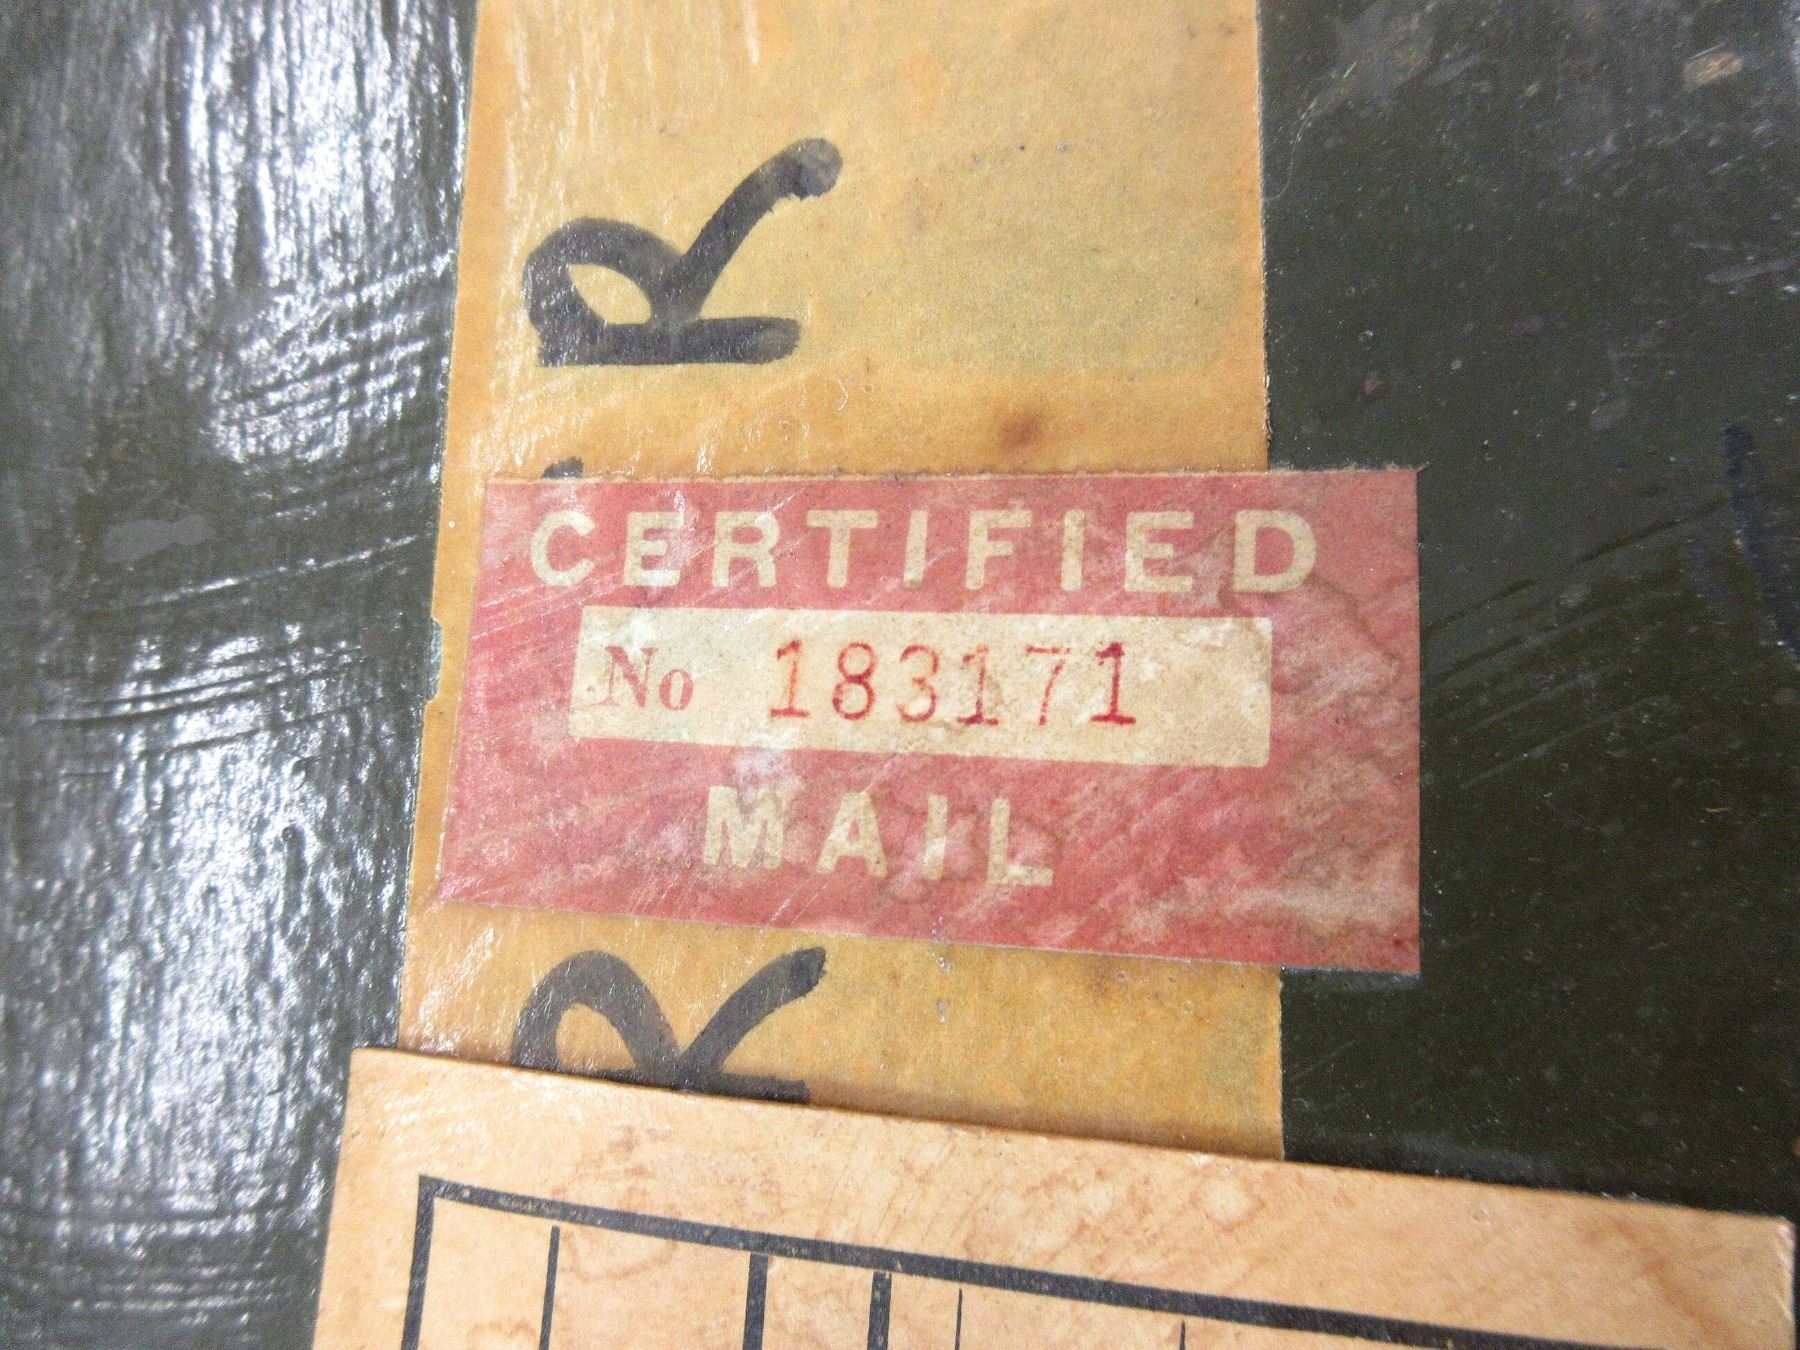 R
CERTIFIED
No 183171
MAIL
R